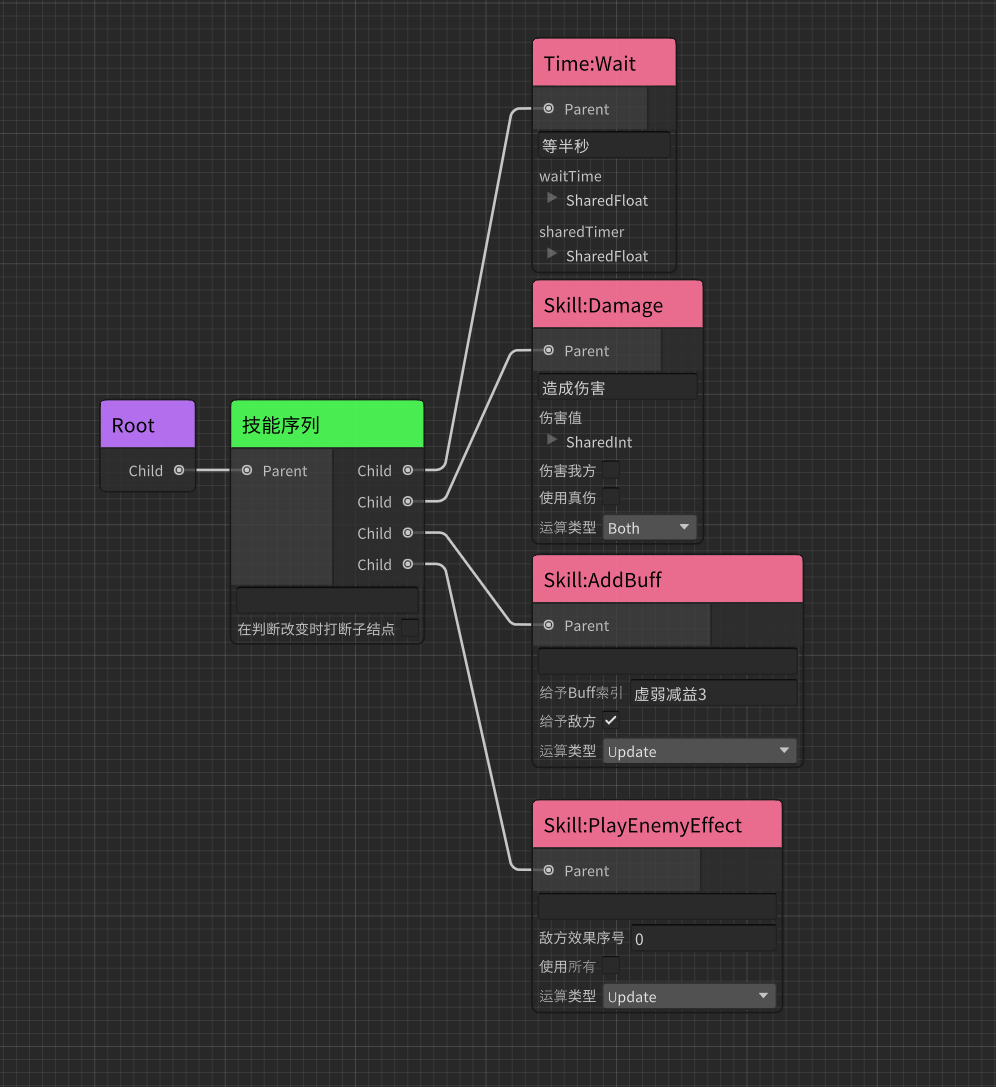 Root
Child
技能序列
Parent
Child
Child
Child
Child
在判断改变时打断子结点
Time:Wait
Parent
等半秒
waitTime
SharedFloat
sharedTimer
SharedFloat
Skill:Damage
Parent
造成伤害
伤害值
SharedInt
伤害我方
使用真伤
运算类型 Both
Skill:AddBuff
Parent
给予Buff索引 虚弱减益3
给予敌方
运算类型 Update
Skill:PlayEnemyEffect
Parent
敌方效果序号 0
使用所有
运算类型 Update